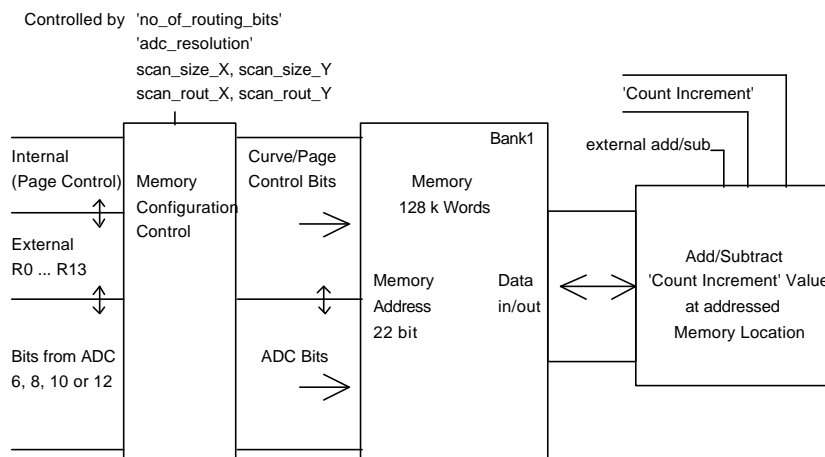 Controlled by 'no_of_routing_bits'
'adc_resolution'
scan_size_X, scan_size_Y
scan_rout_X, scan_rout_Y
'Count Increment'
external add/sub
Internal
(Page Control)
External
R0 ... R13
Bits from ADC
6, 8, 10 or 12
Memory
Configuration
Control
Curve/Page
Control Bits
ADC Bits
Bank1
Memory
128 k Words
Memory
Address
22 bit
Data
in/out
Add/Subtract
'Count Increment' Value
at addressed
Memory Location